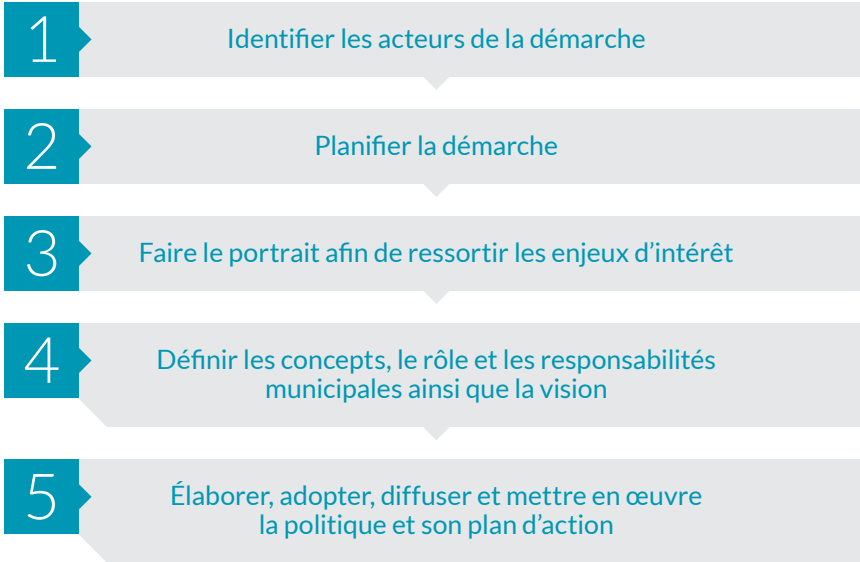 1
Identifier les acteurs de la démarche
2
Planifier la démarche
3
Faire le portrait afin de ressortir les enjeux d’intérêt
4
Définir les concepts, le rôle et les responsabilités
municipales ainsi que la vision
5
Élaborer, adopter, diffuser et mettre en œuvre
la politique et son plan d’action